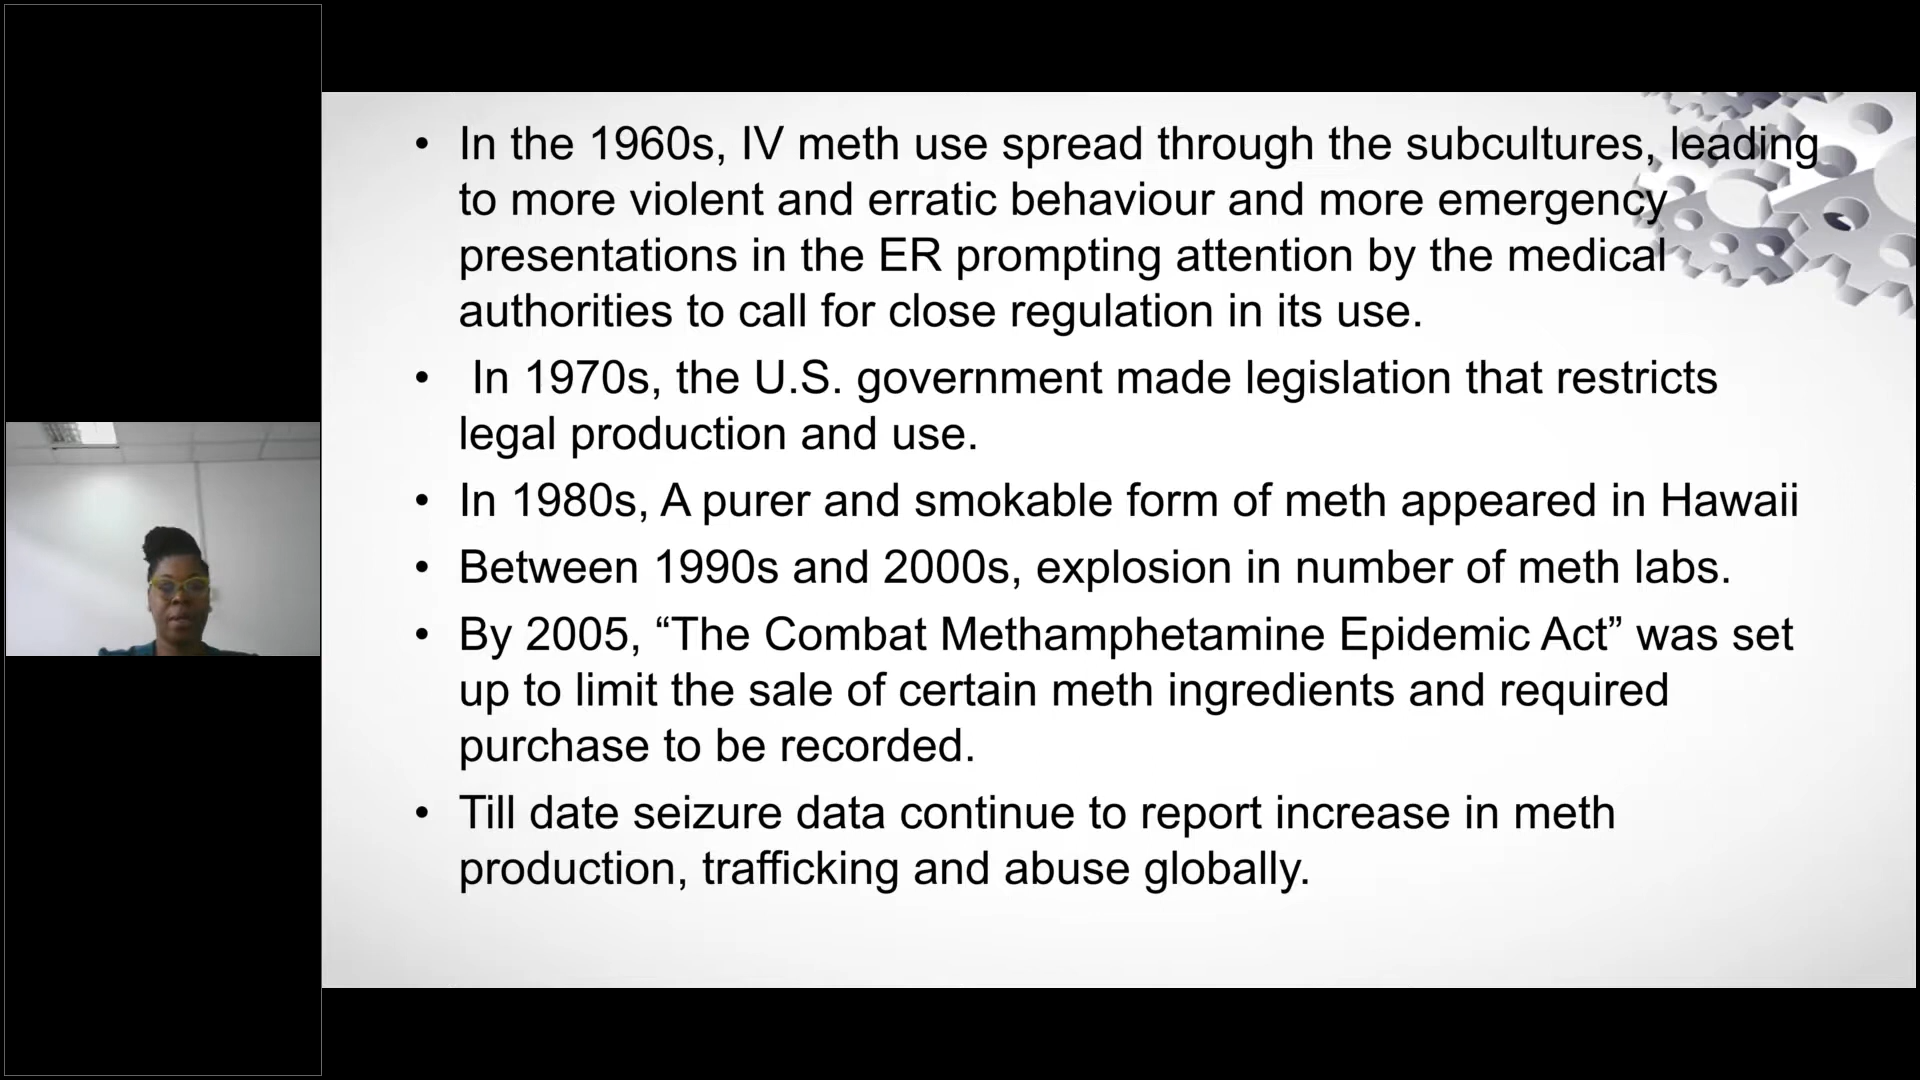 • In the 1960s, IV meth use spread through the subcultures, leading
to more violent and erratic behaviour and more emergency
presentations in the ER prompting attention by the medical
authorities to call for close regulation in its use.
• In 1970s, the U.S. government made legislation that restricts
legal production and use.
• In 1980s, A purer and smokable form of meth appeared in Hawaii
• Between 1990s and 2000s, explosion in number of meth labs.
• By 2005, “The Combat Methamphetamine Epidemic Act” was set
up to limit the sale of certain meth ingredients and required
purchase to be recorded.
• Till date seizure data continue to report increase in meth
production, trafficking and abuse globally.